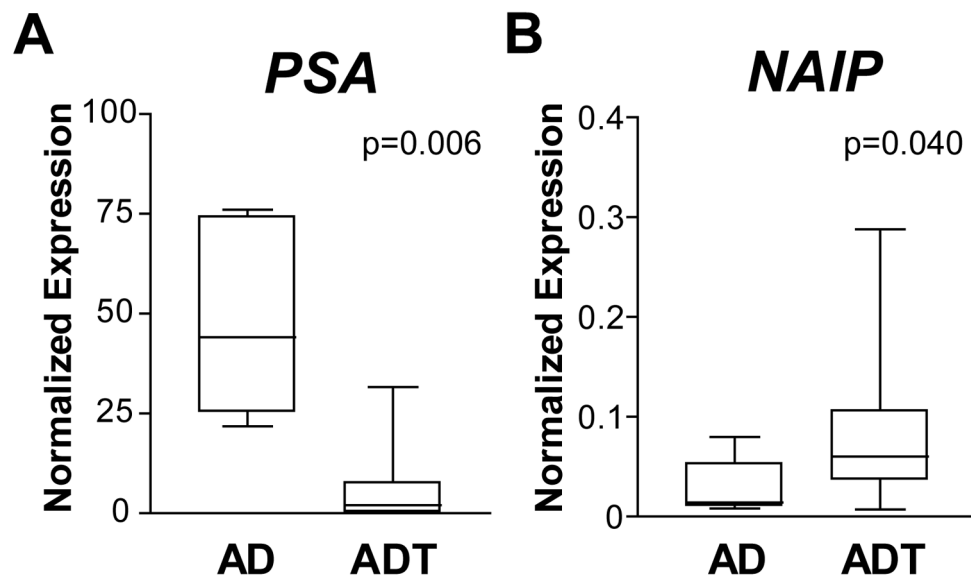 A
PSA
Normalized Expression
100
75
50
25
0
p=0.006
AD
ADT
B
NAIP
Normalized Expression
0.4
0.3
0.2
0.1
0
p=0.040
AD
ADT